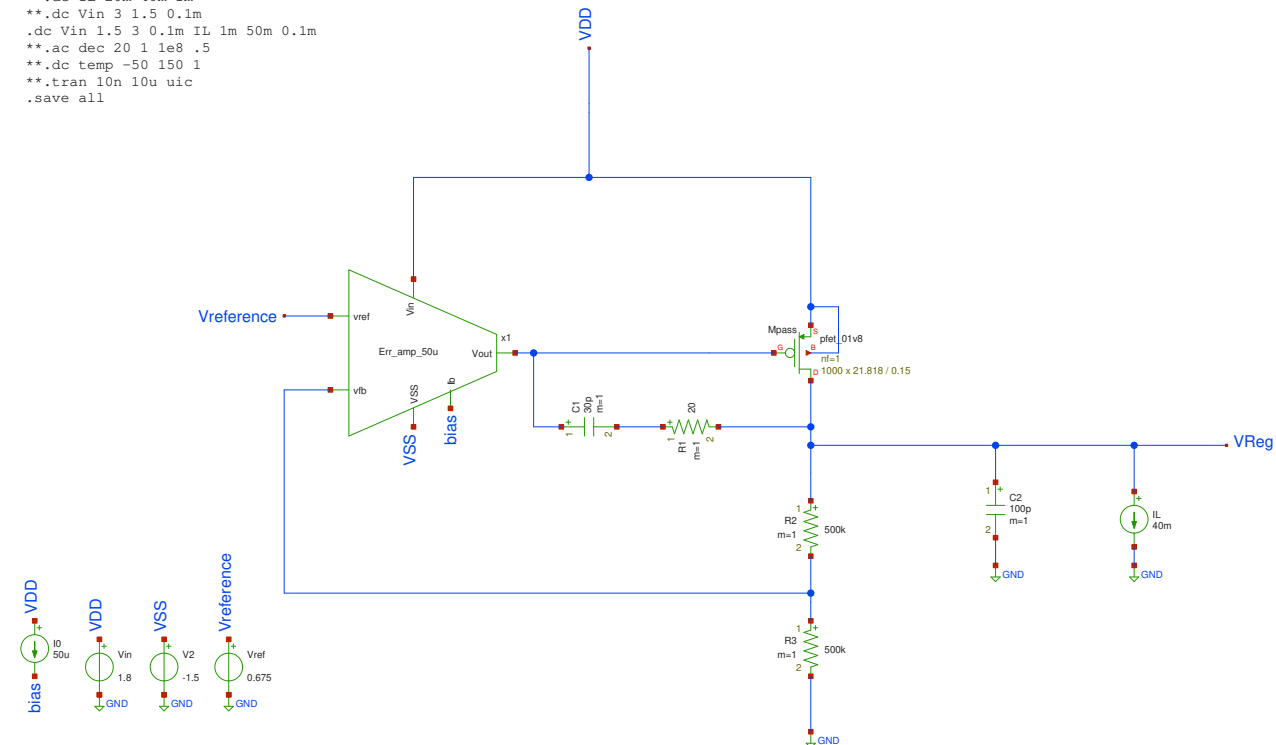 **.dc Vin 3 1.5 0.1m
.dc Vin 1.5 3 0.1m IL 1m 50m 0.1m
**.ac dec 20 1 1e8 .5
**.dc temp -50 150 1
**.tran 10n 10u uic
.save all
VDD
Vreference
vref
Vin
Err_amp_50u
x1
Vout
vfb
VSS
Ib
VSS
bias
Mpass
S
pfet_01v8
G
B
nf=1
D
1000 x 21.818 / 0.15
C1
30p
m=1
1
+
2
20
+
1
2
R1
m=1
VReg
1
+
R2
500k
m=1
2
1
+
C2
100p
m=1
2
GND
+
IL
40m
GND
1
+
R3
500k
m=1
2
GND
VDD
+
I0
50u
bias
VDD
+
Vin
1.8
GND
VSS
+
V2
-1.5
GND
Vreference
+
Vref
0.675
GND